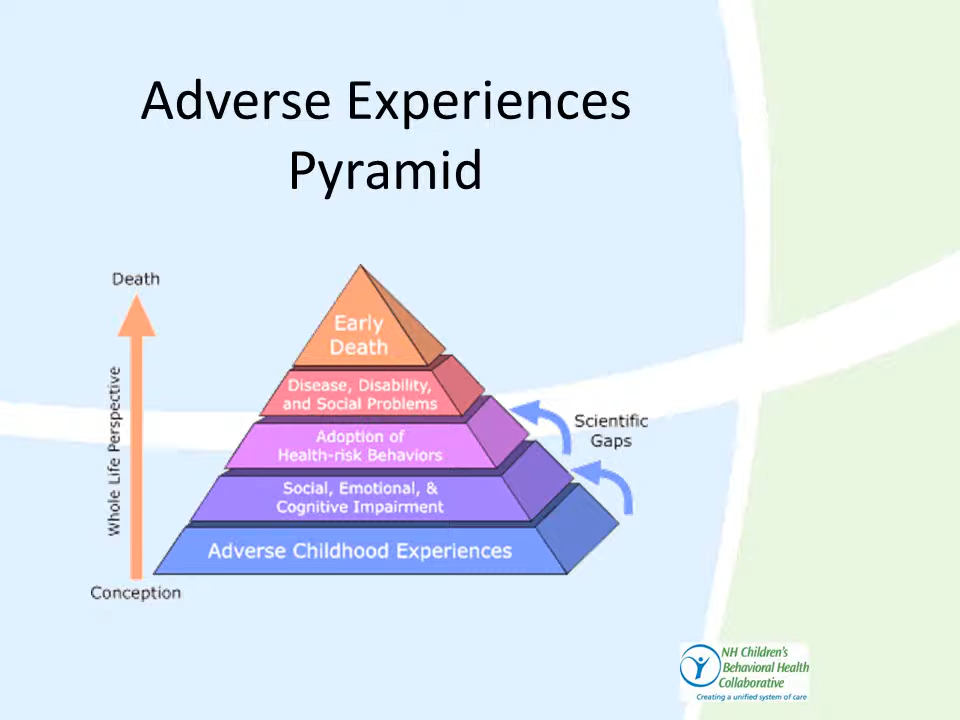 Adverse Experiences
Pyramid
Death
Whole Life Perspective
Conception
Early
Death
Disease, Disability,
and Social Problems
Adoption of
Health-risk Behaviors
Social, Emotional, &
Cognitive Impairment
Adverse Childhood Experiences
Scientific
Gaps
NH Children's
Behavioral Health
Collaborative
Creating a unified system of care